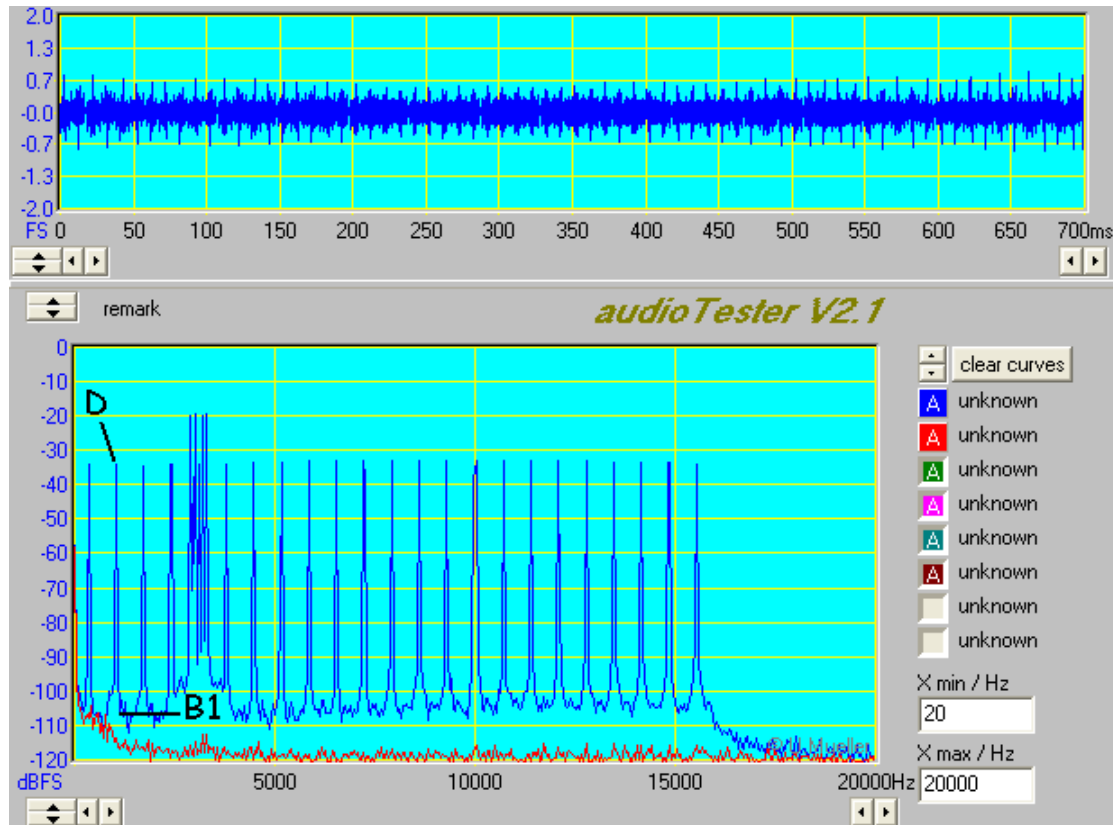 2.0
1.3
0.7
-0.0
-0.7
-1.3
-2.0
FS 0 50 100 150 200 250 300 350 400 450 500 550 600 650 700ms
remark
audioTester V2.1
0
-10
-20
-30
-40
-50
-60
-70
-80
-90
-100
-110
-120
D
B1
dBFS 5000 10000 15000 20000Hz
clear curves
A unknown
A unknown
A unknown
A unknown
A unknown
A unknown
unknown
unknown
X min / Hz
20
X max / Hz
20000